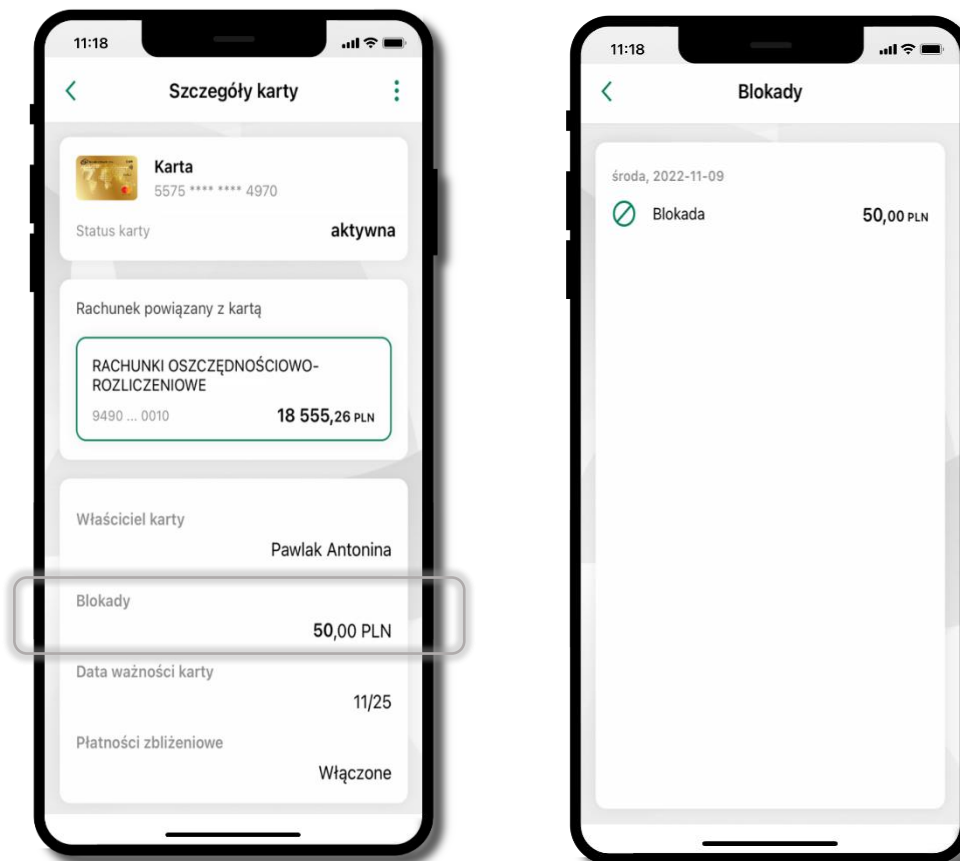 11:18
Szczegóły karty
Karta
5575 **** **** 4970
Status karty
aktywna
Rachunek powiązany z kartą
RACHUNKI OSZCZĘDNOŚCIOWO-
ROZLICZENIOWE
9490 ... 0010
18 555,26 PLN
Właściciel karty
Pawlak Antonina
Blokady
50,00 PLN
Data ważności karty
11/25
Płatności zbliżeniowe
Włączone
11:18
Blokady
środa, 2022-11-09
Blokada
50,00 PLN